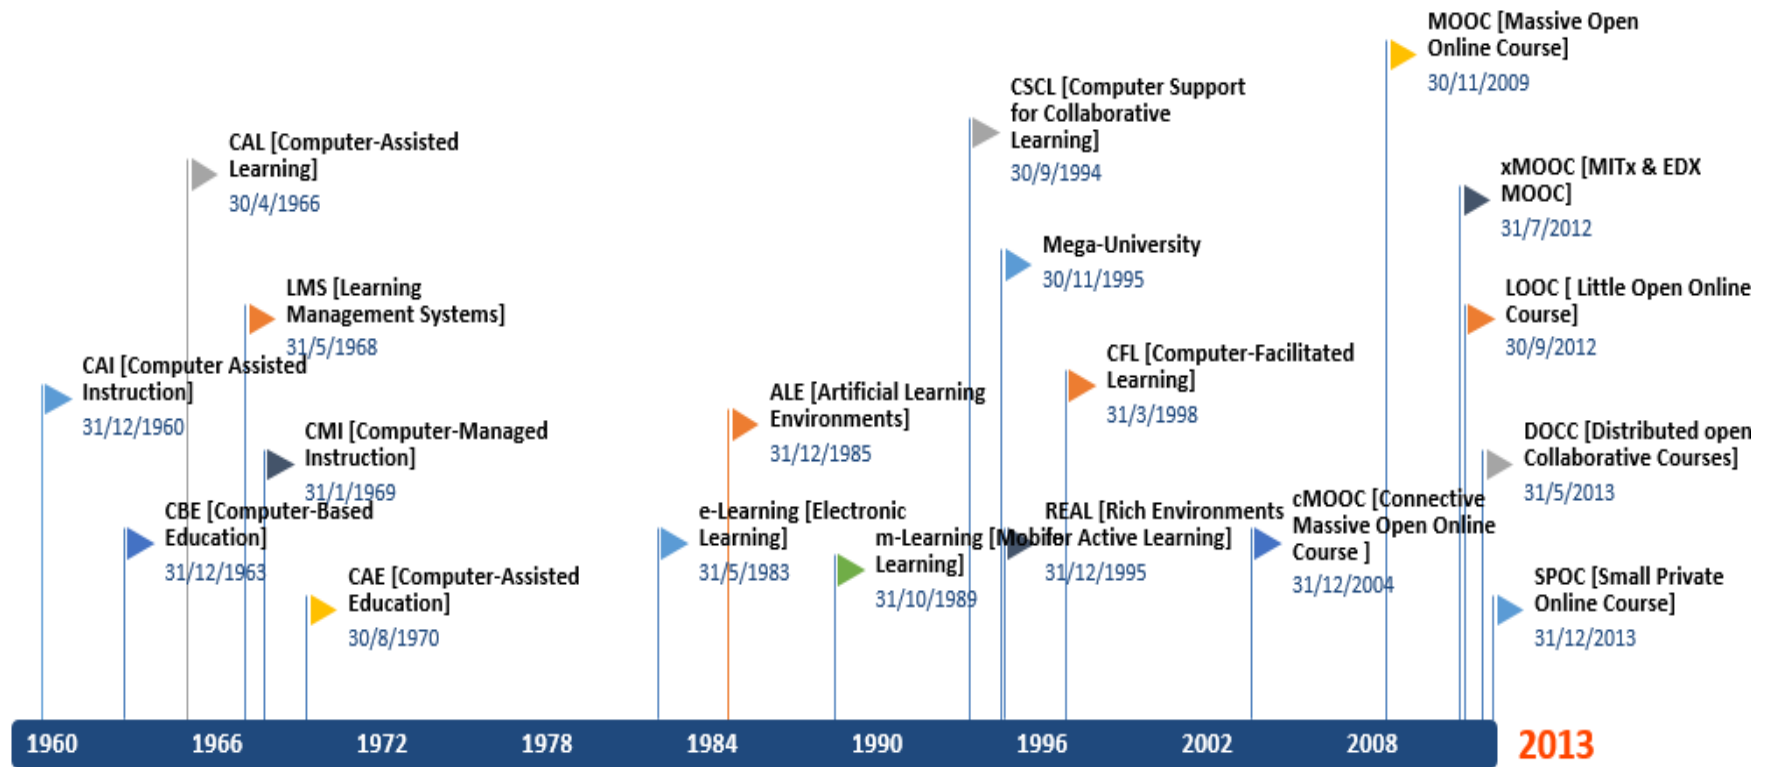 MOOC [Massive Open
Online Course]
30/11/2009
CSCL [Computer Support
for Collaborative
Learning]
30/9/1994
CAL [Computer-Assisted
Learning]
30/4/1966
xMOOC [MITx & EDX
MOOC]
31/7/2012
Mega-University
30/11/1995
LMS [Learning
Management Systems]
31/5/1968
LOOC [ Little Open Online
Course]
30/9/2012
CAI [Computer Assisted
Instruction]
31/12/1960
CFL [Computer-Facilitated
Learning]
31/3/1998
ALE [Artificial Learning
Environments]
31/12/1985
CMI [Computer-Managed
Instruction]
31/1/1969
DOCC [Distributed open
Collaborative Courses]
31/5/2013
CBE [Computer-Based
Education]
31/12/1963
e-Learning [Electronic
Learning]
31/5/1983
m-Learning [Mobile
Learning]
31/10/1989
REAL [Rich Environments
for Active Learning]
31/12/1995
cMOOC [Connective
Massive Open Online
Course ]
31/12/2004
CAE [Computer-Assisted
Education]
30/8/1970
SPOC [Small Private
Online Course]
31/12/2013
1960 1966 1972 1978 1984 1990 1996 2002 2008 2013